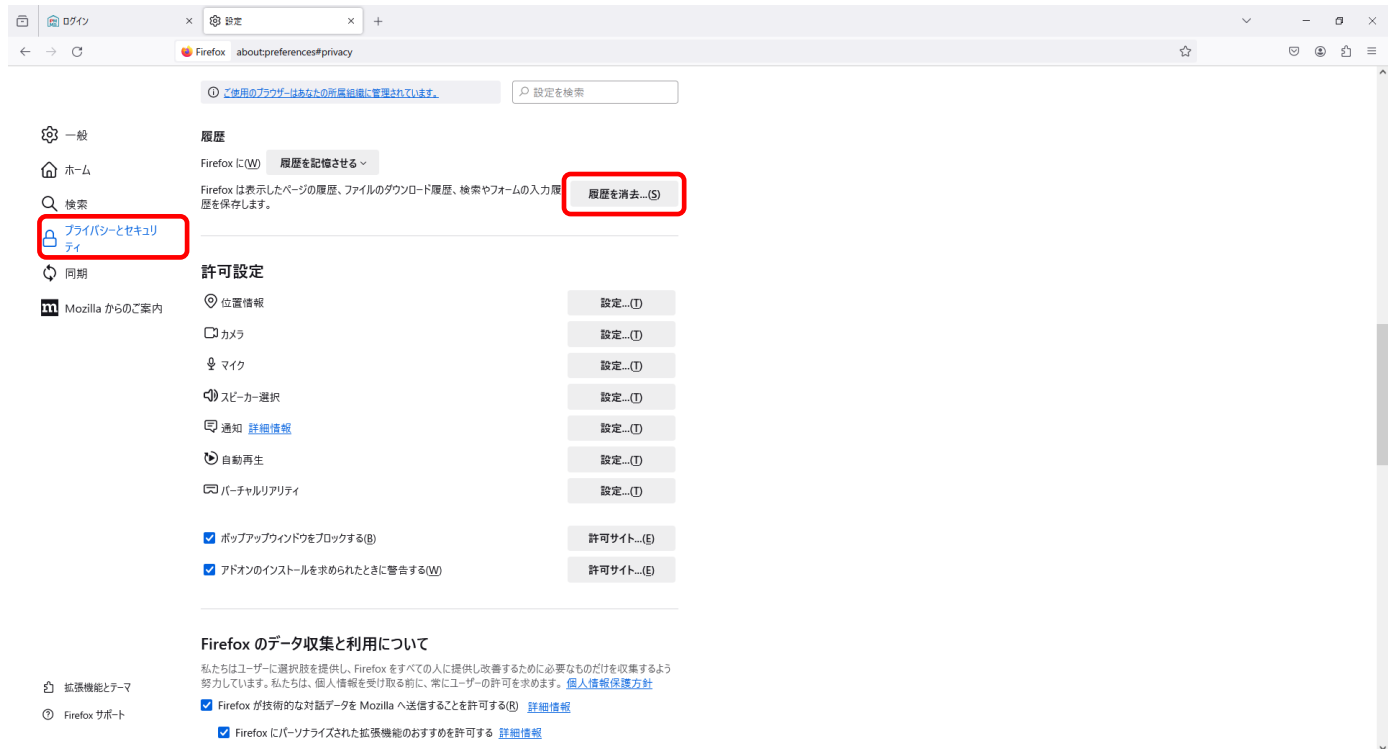 ログイン
設定
Firefox about:preferences#privacy
ご使用のブラウザーはあなたの所属組織に管理されています。
設定を検索
一般
ホーム
検索
プライバシーとセキュリ
ティ
同期
Mozilla からのご案内
拡張機能とテーマ
Firefox サポート
履歴
Firefox に(W) 履歴を記憶させる
Firefox は表示したページの履歴、ファイルのダウンロード履歴、検索やフォームの入力履
歴を保存します。
履歴を消去...(S)
許可設定
位置情報 設定...(T)
カメラ 設定...(T)
マイク 設定...(T)
スピーカー選択 設定...(T)
通知 詳細情報 設定...(T)
自動再生 設定...(T)
バーチャルリアリティ 設定...(T)
ポップアップウィンドウをブロックする(B) 許可サイト...(E)
アドオンのインストールを求められたときに警告する(W) 許可サイト...(E)
Firefox のデータ収集と利用について
私たちはユーザーに選択肢を提供し、Firefox をすべての人に提供し改善するために必要なものだけを収集するよう
努力しています。私たちは、個人情報を受け取る前に、常にユーザーの許可を求めます。 個人情報保護方針
Firefox が技術的な対話データを Mozilla へ送信することを許可する(R) 詳細情報
Firefox にパーソナライズされた拡張機能のおすすめを許可する 詳細情報